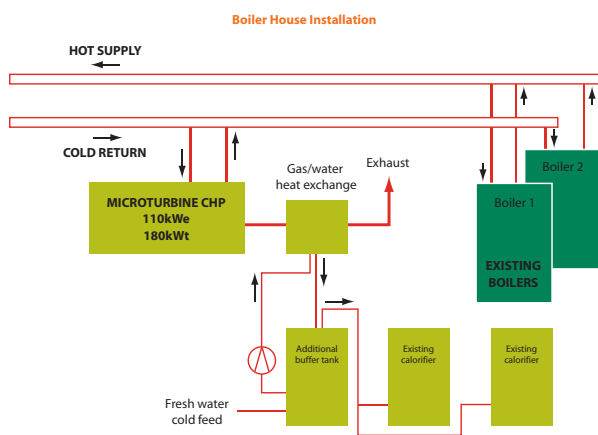 Boiler House Installation
HOT SUPPLY
COLD RETURN
Gas/water
heat exchange
Exhaust
MICROTURBINE CHP
110kWe
180kWt
Boiler 2
Boiler 1
EXISTING
BOILERS
Additional
buffer tank
Existing
calorifier
Existing
calorifier
Fresh water
cold feed